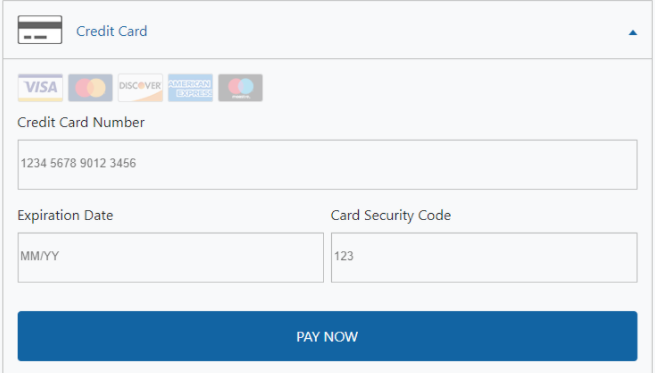 Credit Card
VISA DISCOVER AMERICAN EXPRESS
Credit Card Number
1234 5678 9012 3456
Expiration Date Card Security Code
MM/YY 123
PAY NOW